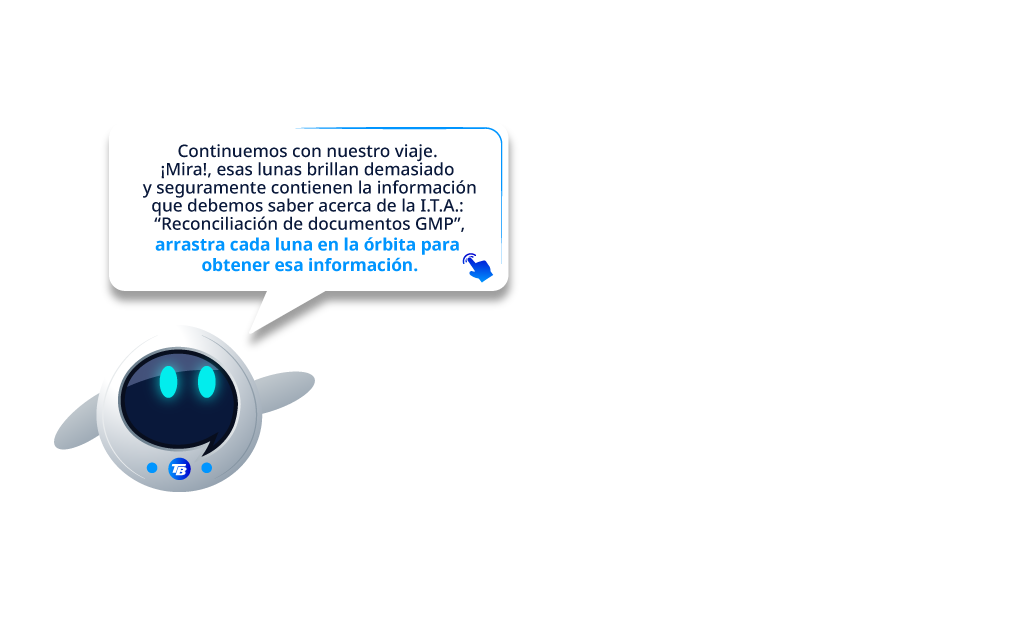 Continuemos con nuestro viaje.
¡Mira!, esas lunas brillan demasiado
y seguramente contienen la información
que debemos saber acerca de la I.T.A.:
“Reconciliación de documentos GMP”,
arrastra cada luna en la órbita para
obtener esa información.
TB